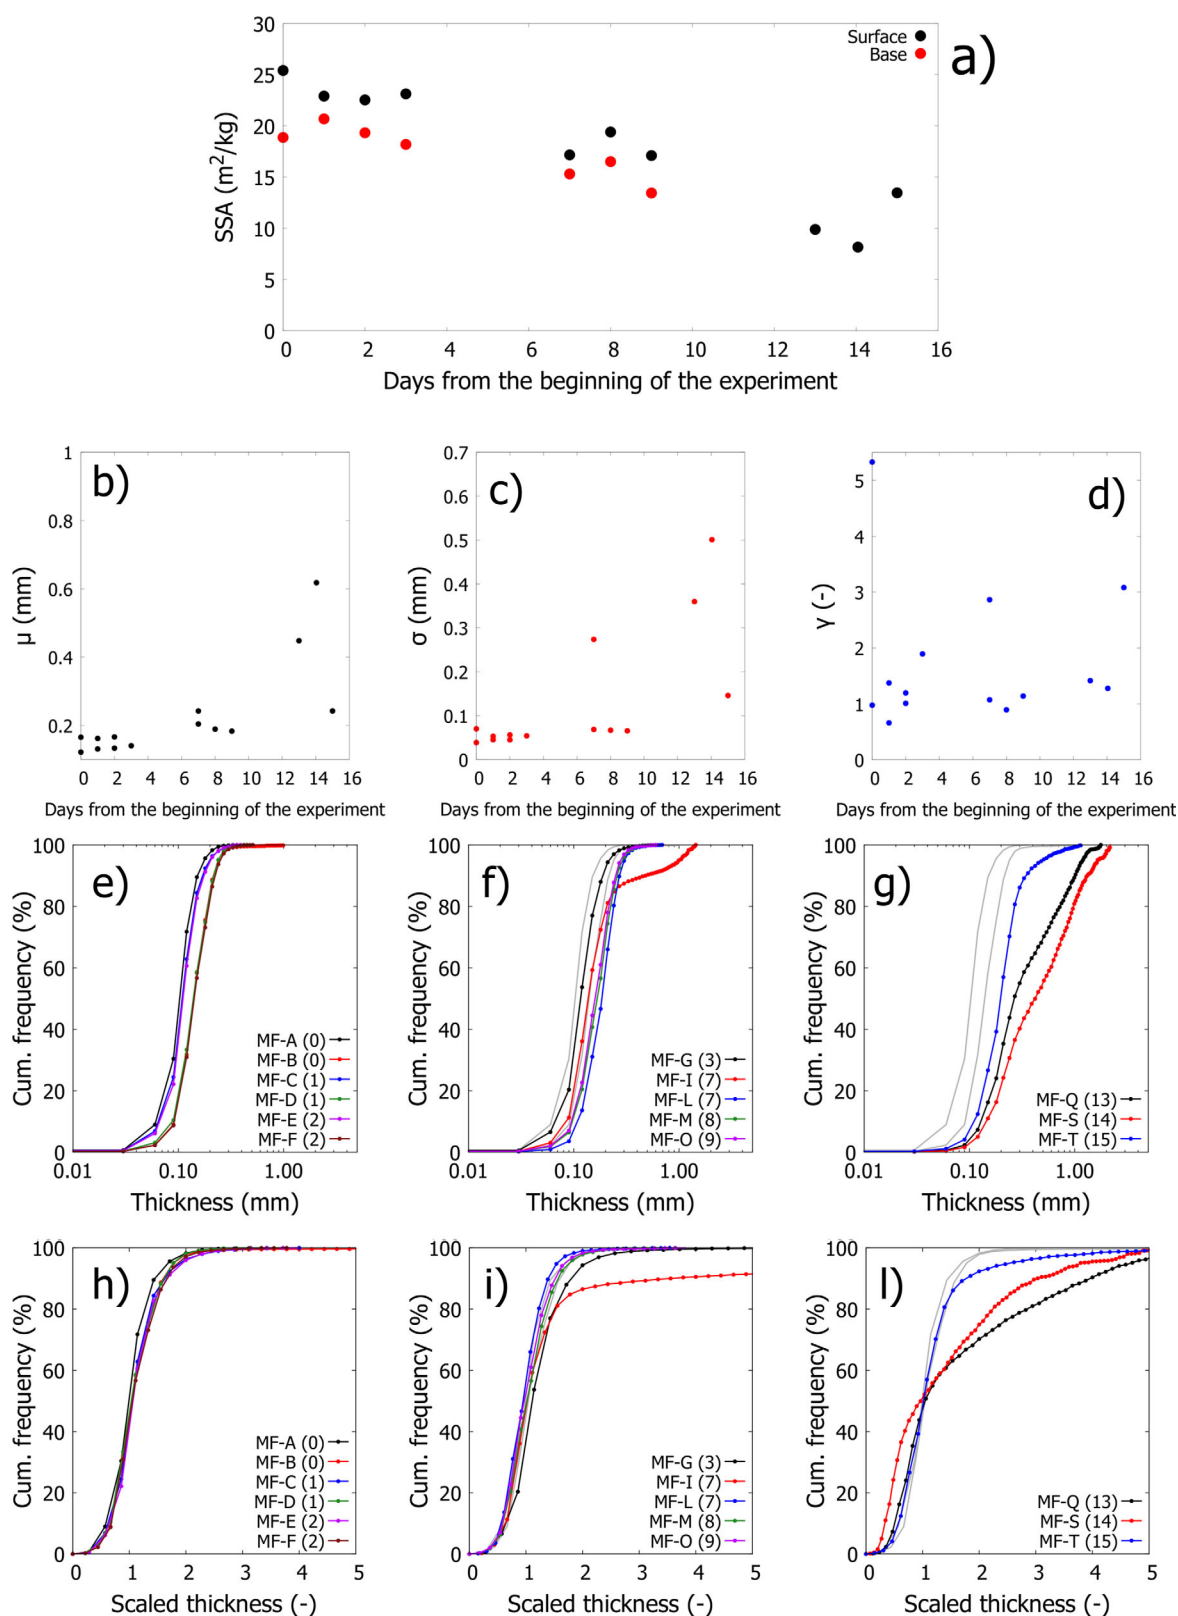 30
25
20
15
10
5
0
SSA (m²/kg)
Surface
Base
a)
0 2 4 6 8 10 12 14 16
Days from the beginning of the experiment
1
0.8
0.6
0.4
0.2
μ (mm)
b)
0 2 4 6 8 10 12 14 16
Days from the beginning of the experiment
0.7
0.6
0.5
0.4
0.3
0.2
0.1
0
σ (mm)
c)
0 2 4 6 8 10 12 14 16
Days from the beginning of the experiment
5
4
3
2
1
0
γ (-)
d)
0 2 4 6 8 10 12 14 16
Days from the beginning of the experiment
100
80
60
40
20
0
Cum. frequency (%)
e)
MF-A (0)
MF-B (0)
MF-C (1)
MF-D (1)
MF-E (2)
MF-F (2)
0.01 0.10 1.00
Thickness (mm)
100
80
60
40
20
0
Cum. frequency (%)
f)
MF-G (3)
MF-I (7)
MF-L (7)
MF-M (8)
MF-O (9)
0.01 0.10 1.00
Thickness (mm)
100
80
60
40
20
0
Cum. frequency (%)
g)
MF-Q (13)
MF-S (14)
MF-T (15)
0.01 0.10 1.00
Thickness (mm)
100
80
60
40
20
0
Cum. frequency (%)
h)
MF-A (0)
MF-B (0)
MF-C (1)
MF-D (1)
MF-E (2)
MF-F (2)
0 1 2 3 4 5
Scaled thickness (-)
100
80
60
40
20
0
Cum. frequency (%)
i)
MF-G (3)
MF-I (7)
MF-L (7)
MF-M (8)
MF-O (9)
0 1 2 3 4 5
Scaled thickness (-)
100
80
60
40
20
0
Cum. frequency (%)
l)
MF-Q (13)
MF-S (14)
MF-T (15)
0 1 2 3 4 5
Scaled thickness (-)